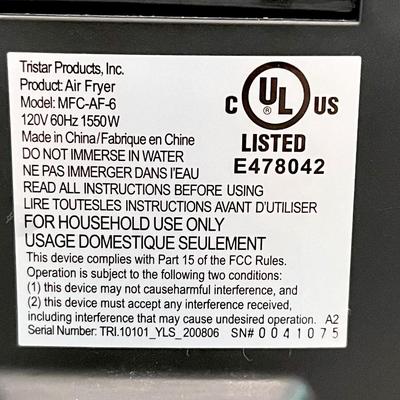 Tristar Products, Inc.
Product: Air Fryer
Model: MFC-AF-6
120V 60Hz 1550W
Made in China/Fabrique en Chine
DO NOT IMMERSE IN WATER
NE PAS IMMERGER DANS I'EAU
READ ALL INSTRUCTIONS BEFORE USING
LIRE TOUTESLES INSTRUCTIONS AVANT D'UTILISER
FOR HOUSEHOLD USE ONLY
USAGE DOMESTIQUE SEULEMENT
This device complies with Part 15 of the FCC Rules.
Operation is subject to the following two conditions:
(1) this device may not causeharmful interference, and
(2) this device must accept any interference received,
including interference that may cause undesired operation. A2
Serial Number: TRI.10101_YLS_200806 SN# 0041075
C UL US
®
LISTED
E478042